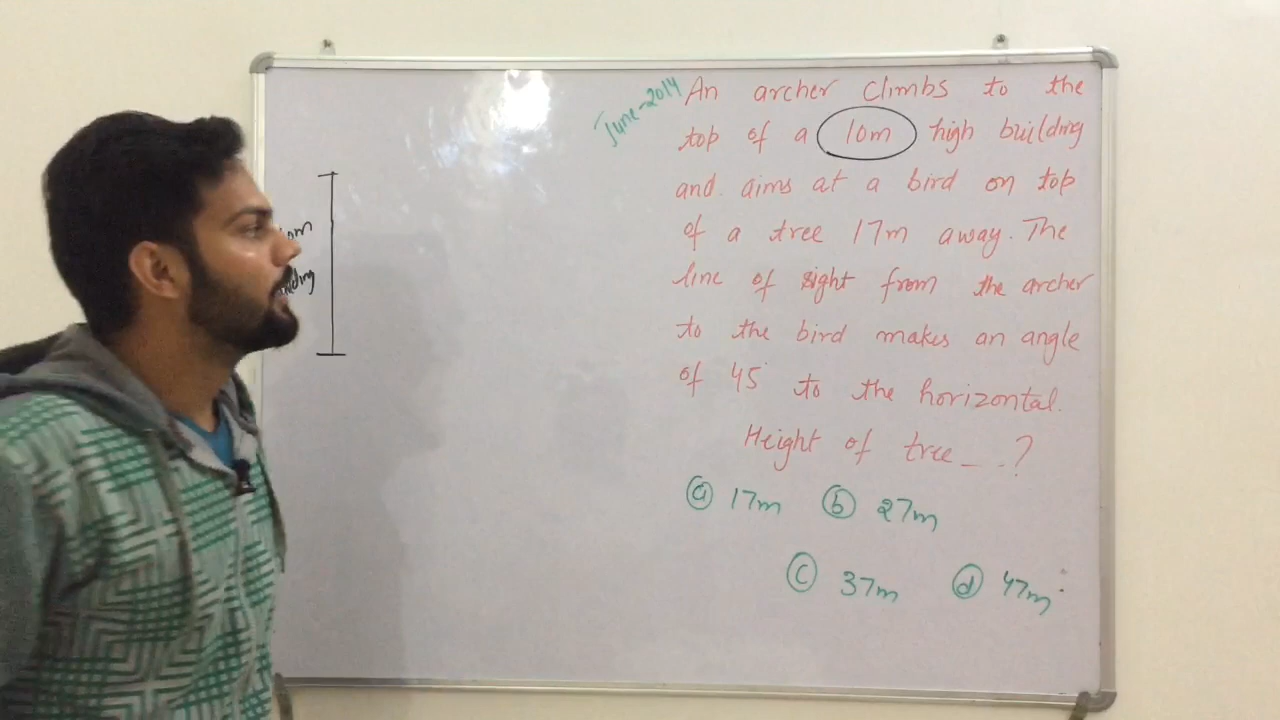 June-2014
An archer climbs to the
top of a 10m high building
and. aims at a bird on top
of a tree 17m away. The
line of sight from the archer
to the bird makes an angle
of 45° to the horizontal.
Height of tree _ _ . ?
ⓐ 17m ⓑ 27m
ⓒ 37m ⓓ 47m